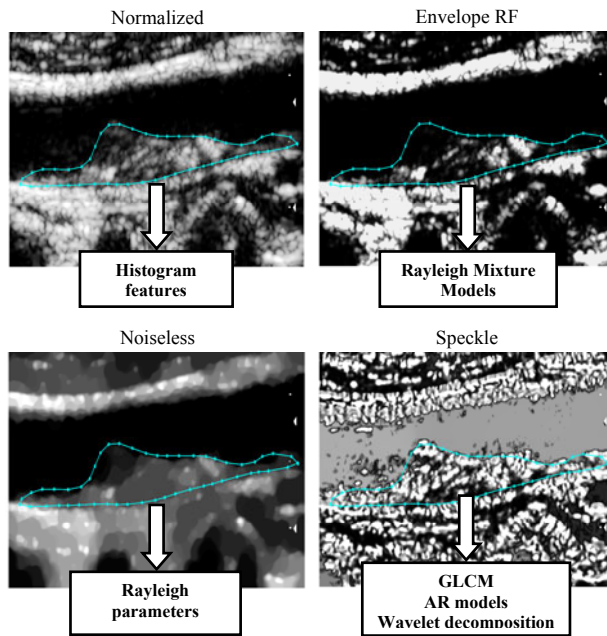 Normalized
Envelope RF
Histogram
features
Rayleigh Mixture
Models
Noiseless
Speckle
Rayleigh
parameters
GLCM
AR models
Wavelet decomposition